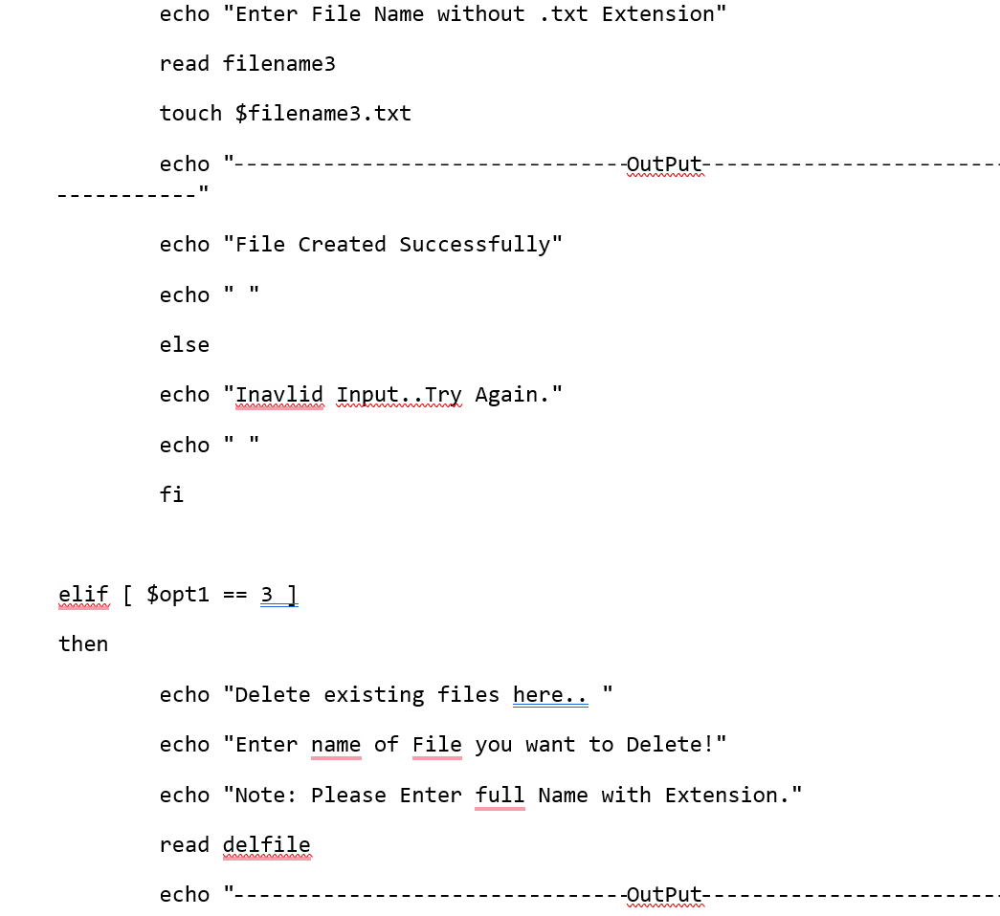 echo "Enter File Name without .txt Extension"
read filename3
touch $filename3.txt
echo "-------------------------------OutPut------------------------
-----------"
echo "File Created Successfully"
echo " "
else
echo "Inavlid Input..Try Again."
echo " "
fi
elif [ $opt1 == 3 ]
then
echo "Delete existing files here.. "
echo "Enter name of File you want to Delete!"
echo "Note: Please Enter full Name with Extension."
read delfile
echo "-------------------------------OutPut------------------------